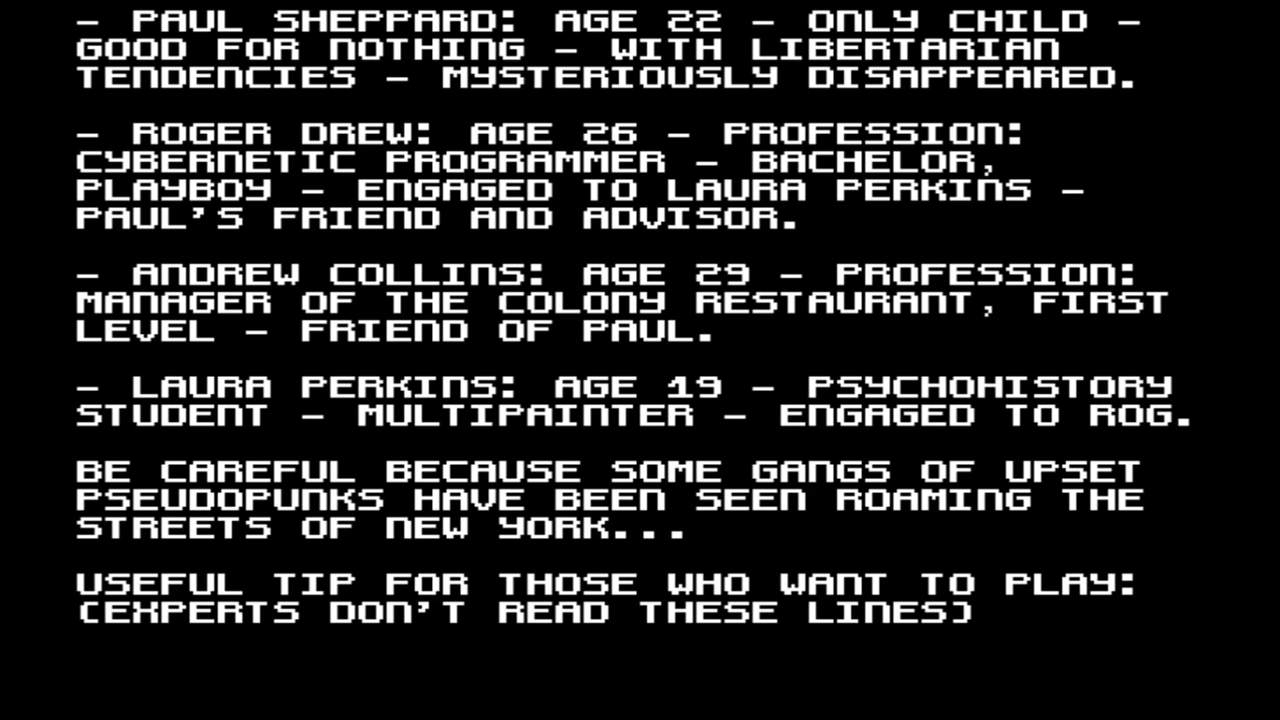 - PAUL SHEPPARD: AGE 22 - ONLY CHILD -
GOOD FOR NOTHING - WITH LIBERTARIAN
TENDENCIES - MYSTERIOUSLY DISAPPEARED.
- ROGER DREW: AGE 26 - PROFESSION:
CYBERNETIC PROGRAMMER - BACHELOR,
PLAYBOY - ENGAGED TO LAURA PERKINS -
PAUL'S FRIEND AND ADVISOR.
- ANDREW COLLINS: AGE 29 - PROFESSION:
MANAGER OF THE COLONY RESTAURANT, FIRST
LEVEL - FRIEND OF PAUL.
- LAURA PERKINS: AGE 19 - PSYCHOHISTORY
STUDENT - MULTIPAINTER - ENGAGED TO ROG.
BE CAREFUL BECAUSE SOME GANGS OF UPSET
PSEUDOPUNKS HAVE BEEN SEEN ROAMING THE
STREETS OF NEW YORK...
USEFUL TIP FOR THOSE WHO WANT TO PLAY:
(EXPERTS DON'T READ THESE LINES)